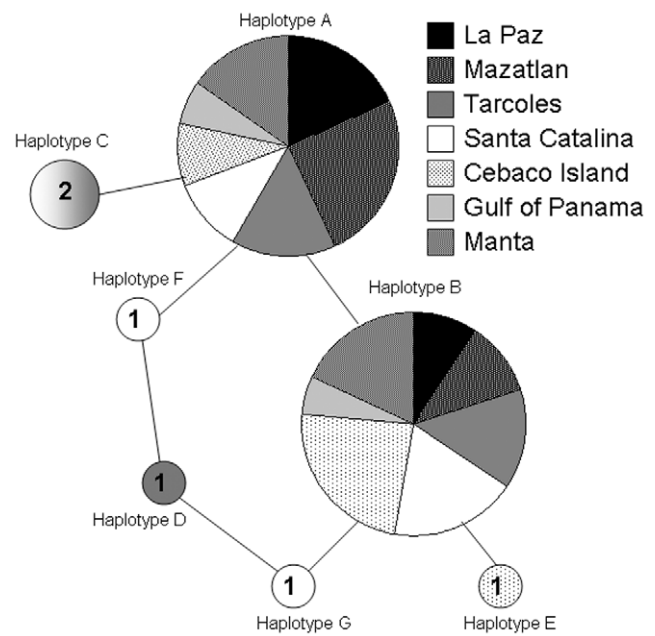 Haplotype A
La Paz
Mazatlan
Tarcoles
Santa Catalina
Cebaco Island
Gulf of Panama
Manta
Haplotype C
2
Haplotype F
1
Haplotype B
1
Haplotype D
1
Haplotype G
1
Haplotype E